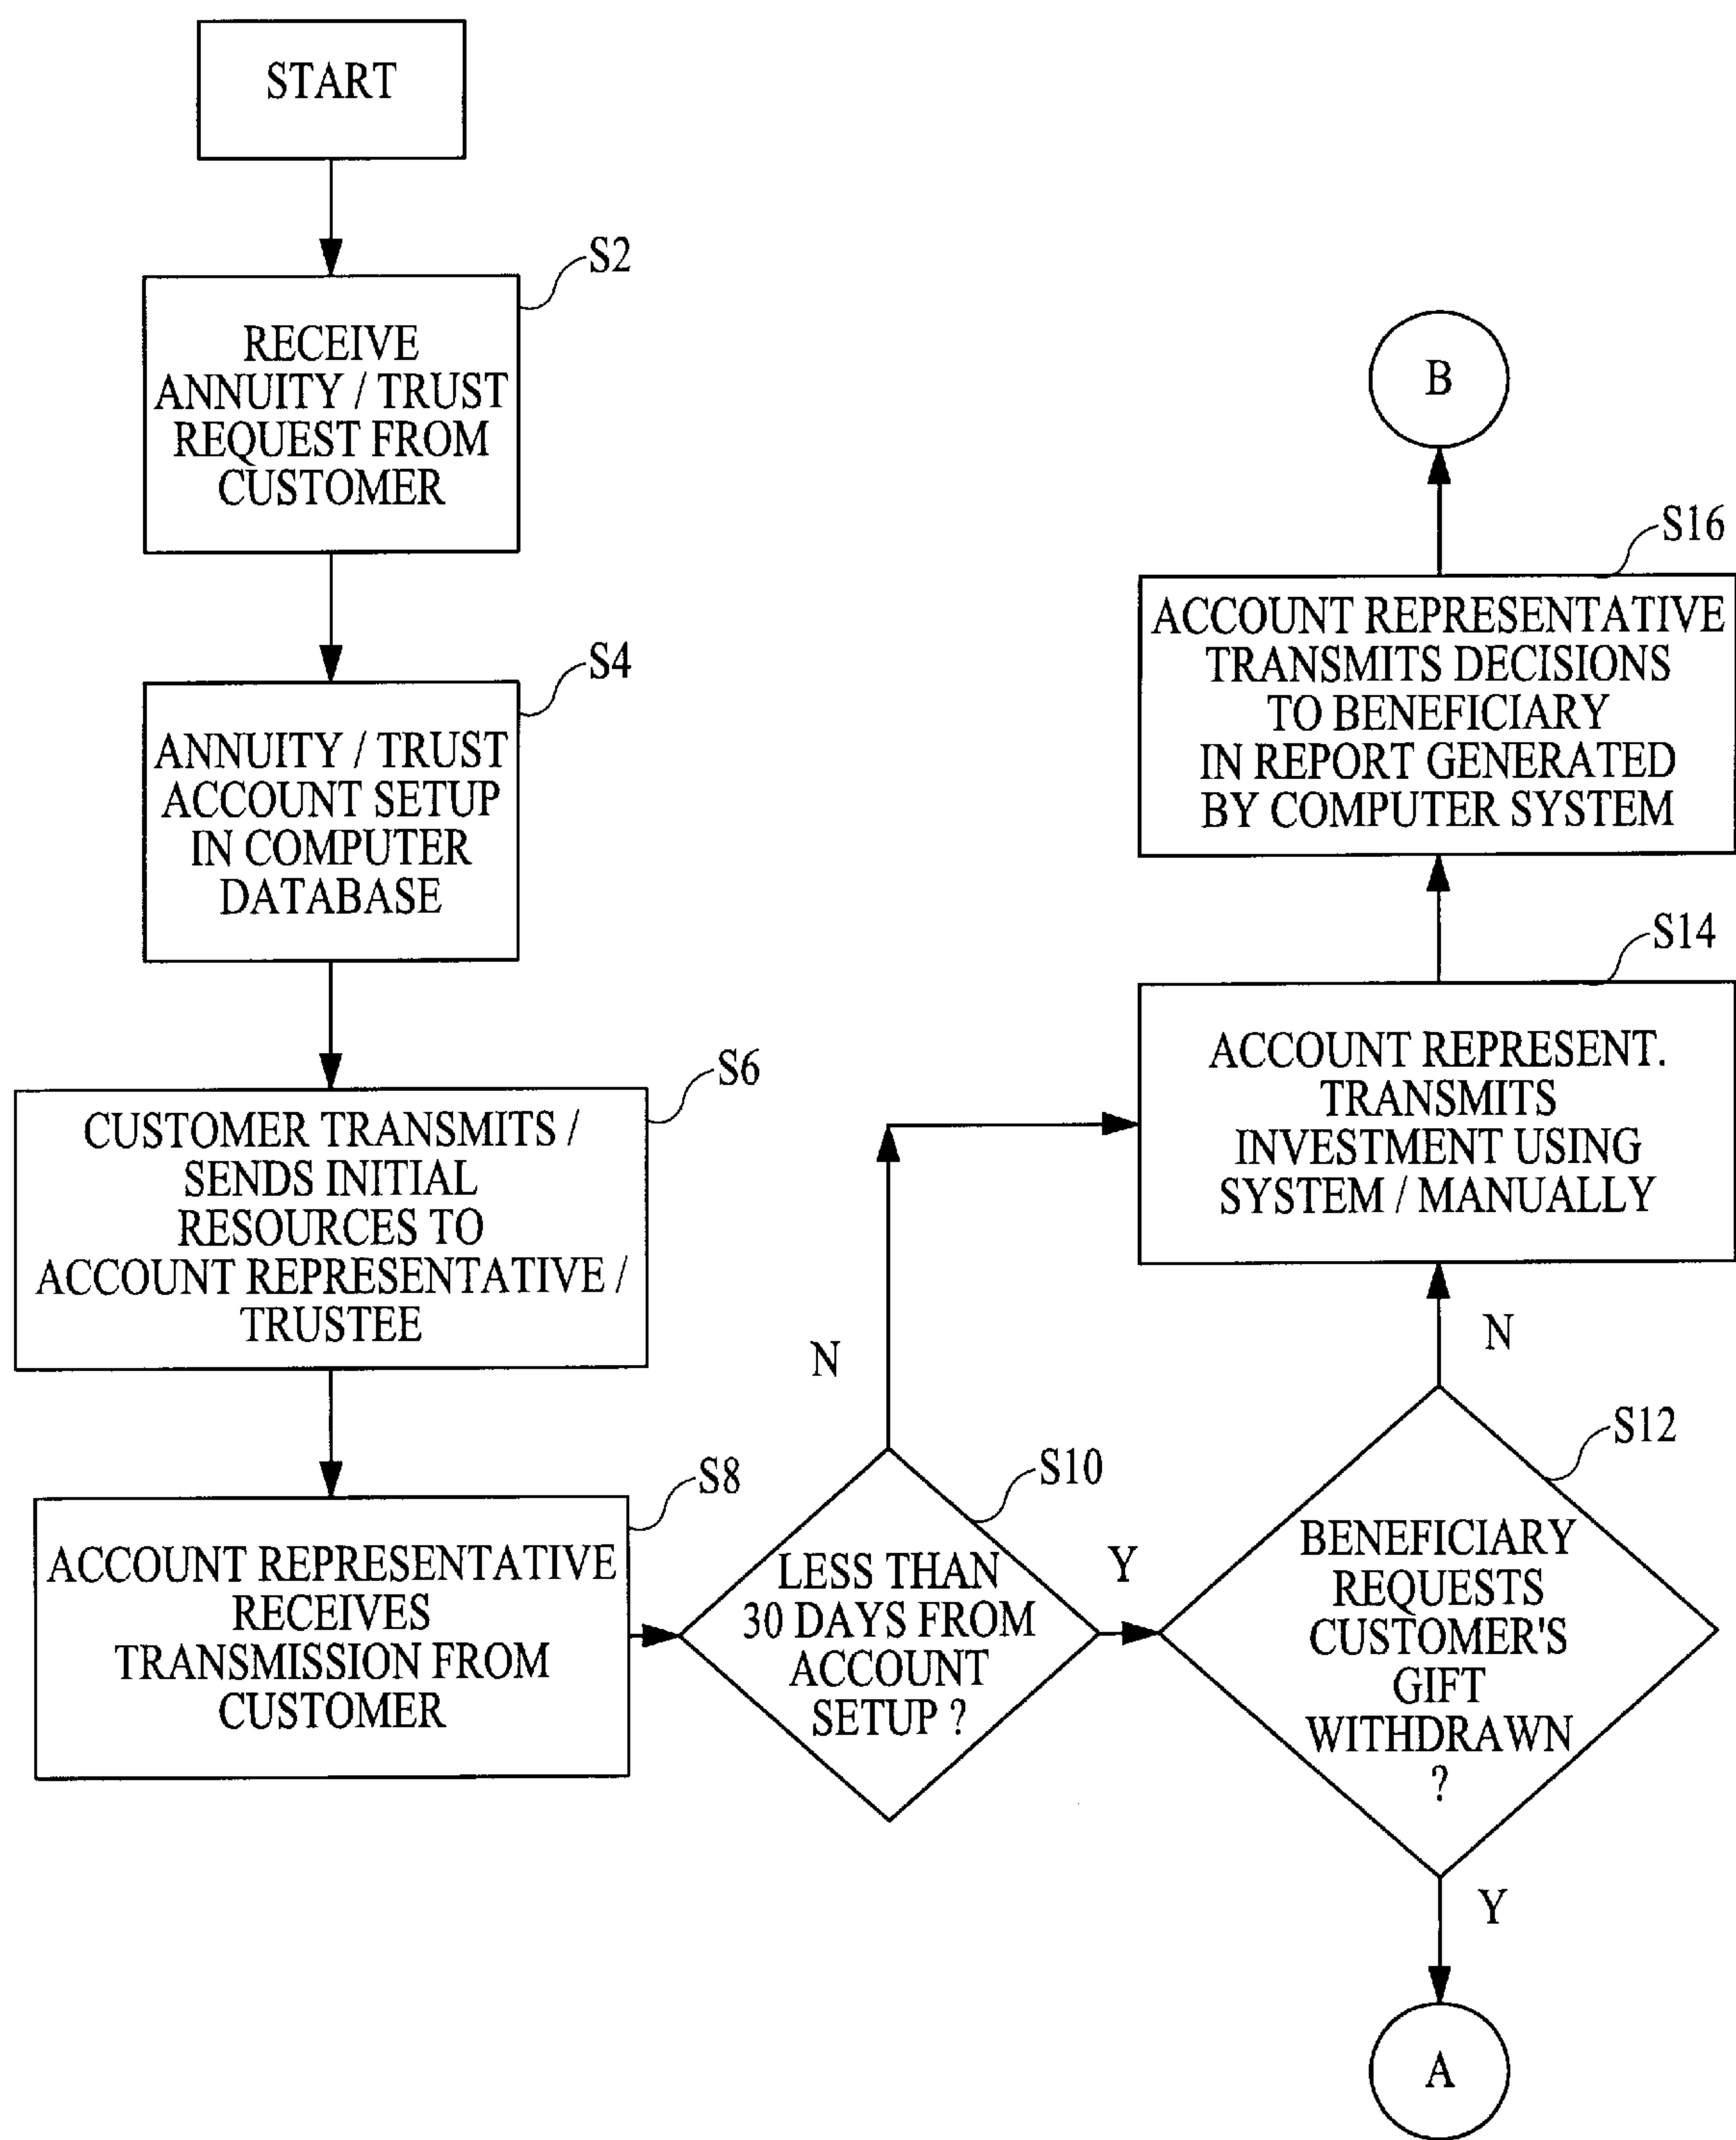 START
S2
RECEIVE
ANNUITY / TRUST
REQUEST FROM
CUSTOMER
S4
ANNUITY / TRUST
ACCOUNT SETUP
IN COMPUTER
DATABASE
S6
CUSTOMER TRANSMITS /
SENDS INITIAL
RESOURCES TO
ACCOUNT REPRESENTATIVE /
TRUSTEE
S8
ACCOUNT REPRESENTATIVE
RECEIVES
TRANSMISSION FROM
CUSTOMER
S10
LESS THAN
30 DAYS FROM
ACCOUNT
SETUP ?
N
Y
S12
BENEFICIARY
REQUESTS
CUSTOMER'S
GIFT
WITHDRAWN
?
N
Y
A
S14
ACCOUNT REPRESENT.
TRANSMITS
INVESTMENT USING
SYSTEM / MANUALLY
S16
ACCOUNT REPRESENTATIVE
TRANSMITS DECISIONS
TO BENEFICIARY
IN REPORT GENERATED
BY COMPUTER SYSTEM
B